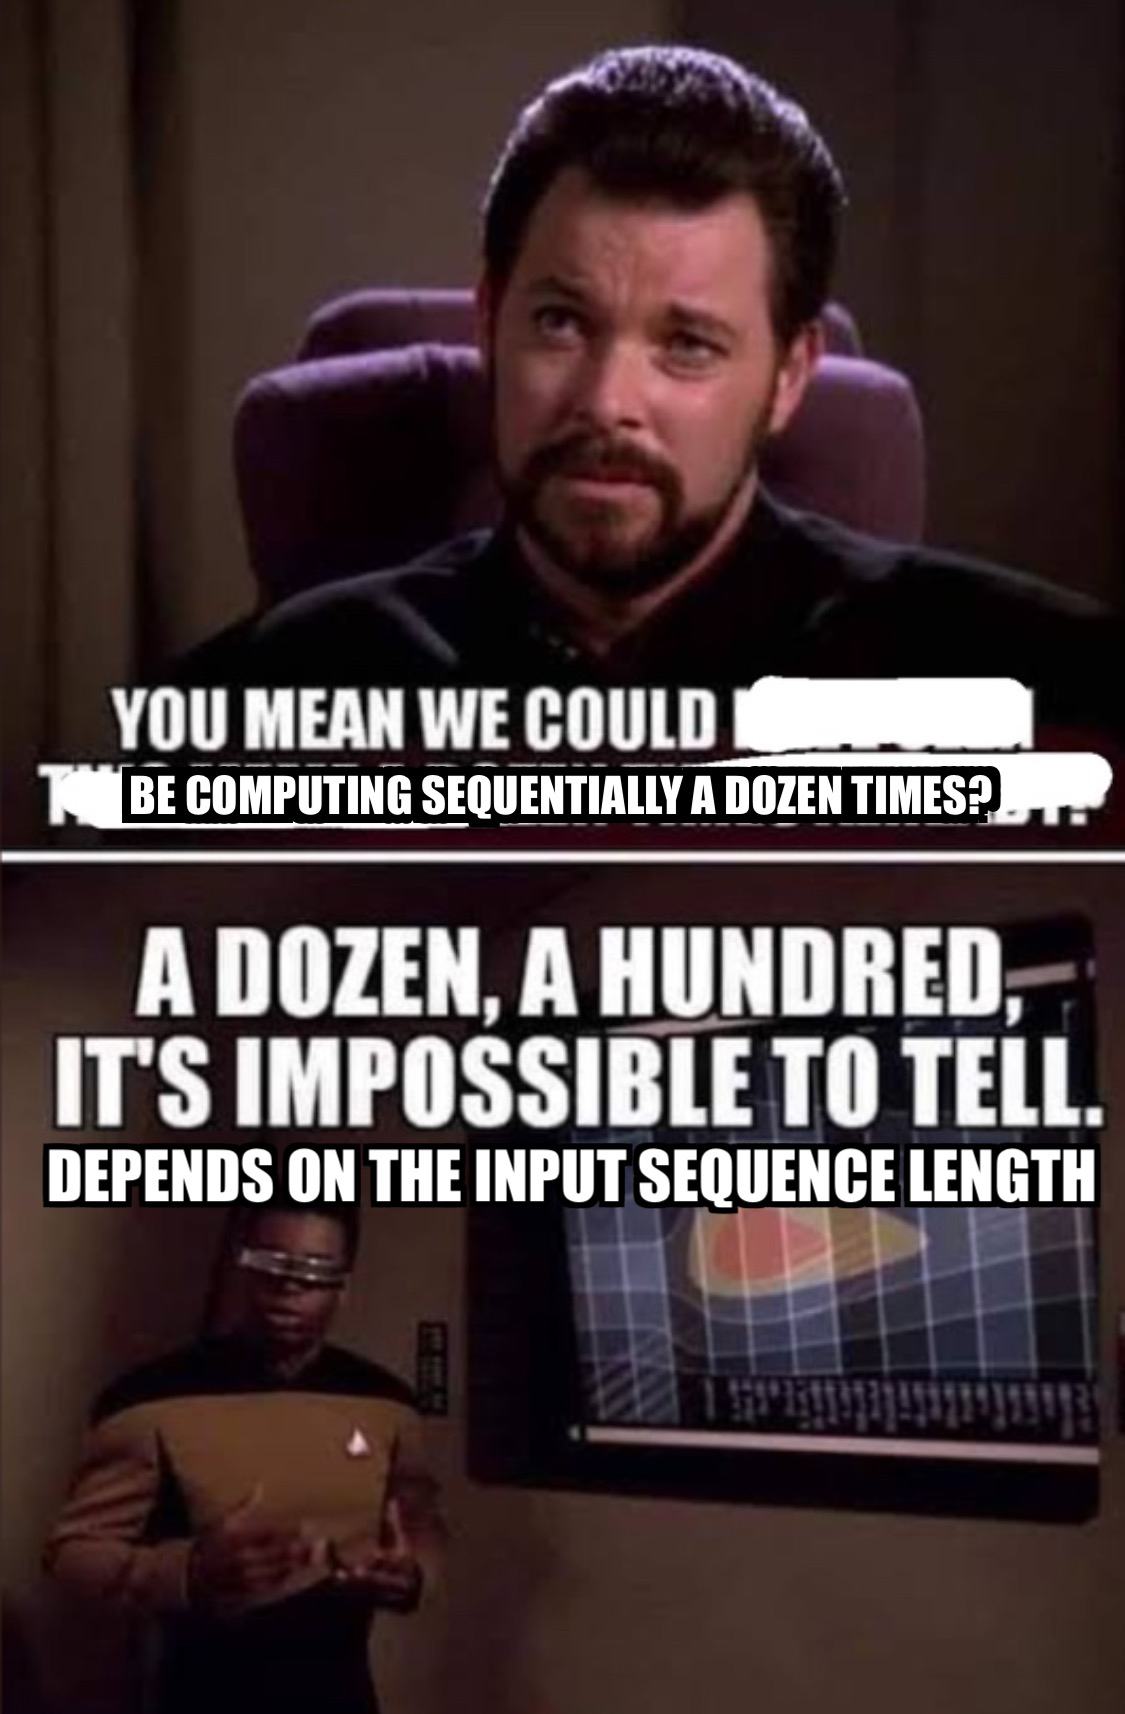 YOU MEAN WE COULD
BE COMPUTING SEQUENTIALLY A DOZEN TIMES?
A DOZEN, A HUNDRED,
IT'S IMPOSSIBLE TO TELL.
DEPENDS ON THE INPUT SEQUENCE LENGTH